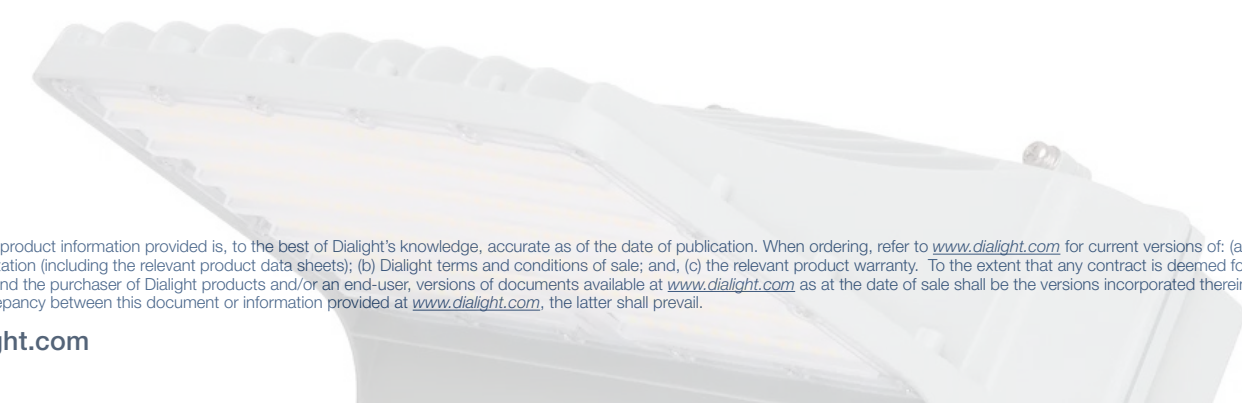 product information provided is, to the best of Dialight's knowledge, accurate as of the date of publication. When ordering, refer to www.dialight.com for current versions of: (a
ation (including the relevant product data sheets); (b) Dialight terms and conditions of sale; and, (c) the relevant product warranty. To the extent that any contract is deemed fo
nd the purchaser of Dialight products and/or an end-user, versions of documents available at www.dialight.com as at the date of sale shall be the versions incorporated therein
epancy between this document or information provided at www.dialight.com, the latter shall prevail.
ght.com